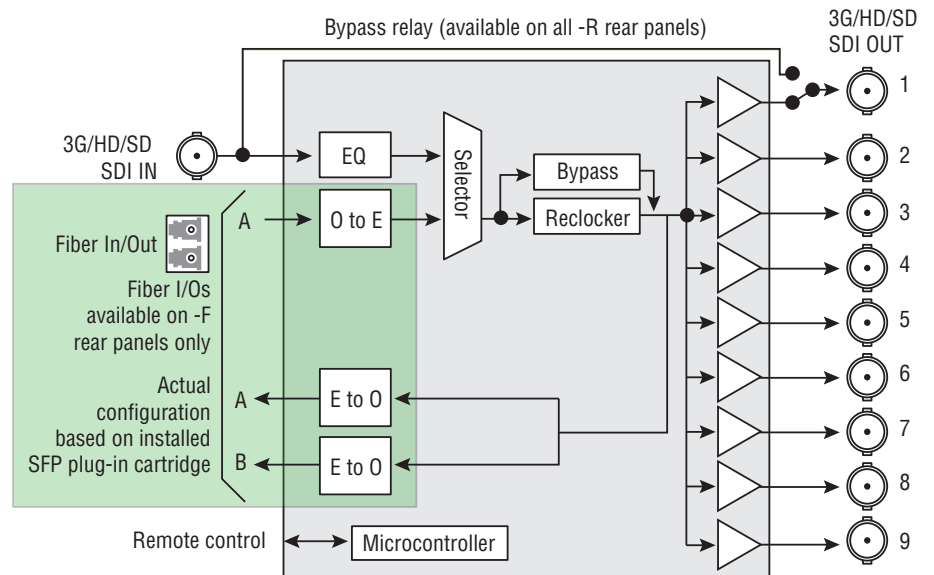 Bypass relay (available on all -R rear panels)
3G/HD/SD
SDI OUT
1
3G/HD/SD
SDI IN
EQ
Selector
Bypass
2
A
O to E
Reclocker
3
Fiber In/Out
4
Fiber I/Os
available on -F
rear panels only
5
Actual
configuration
based on installed
SFP plug-in cartridge
A
E to O
6
7
B
E to O
8
Remote control
Microcontroller
9